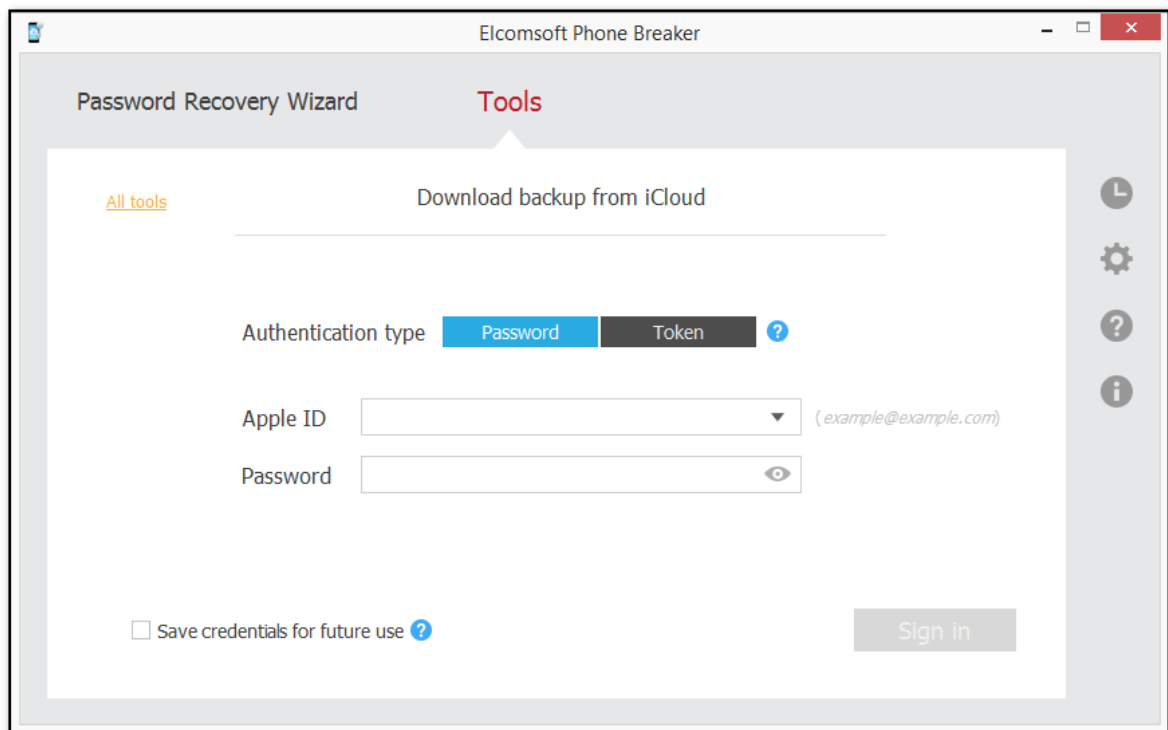 Elcomsoft Phone Breaker
Password Recovery Wizard Tools
All tools Download backup from iCloud
Authentication type Password Token ?
Apple ID (example@example.com)
Password
Save credentials for future use ? Sign in